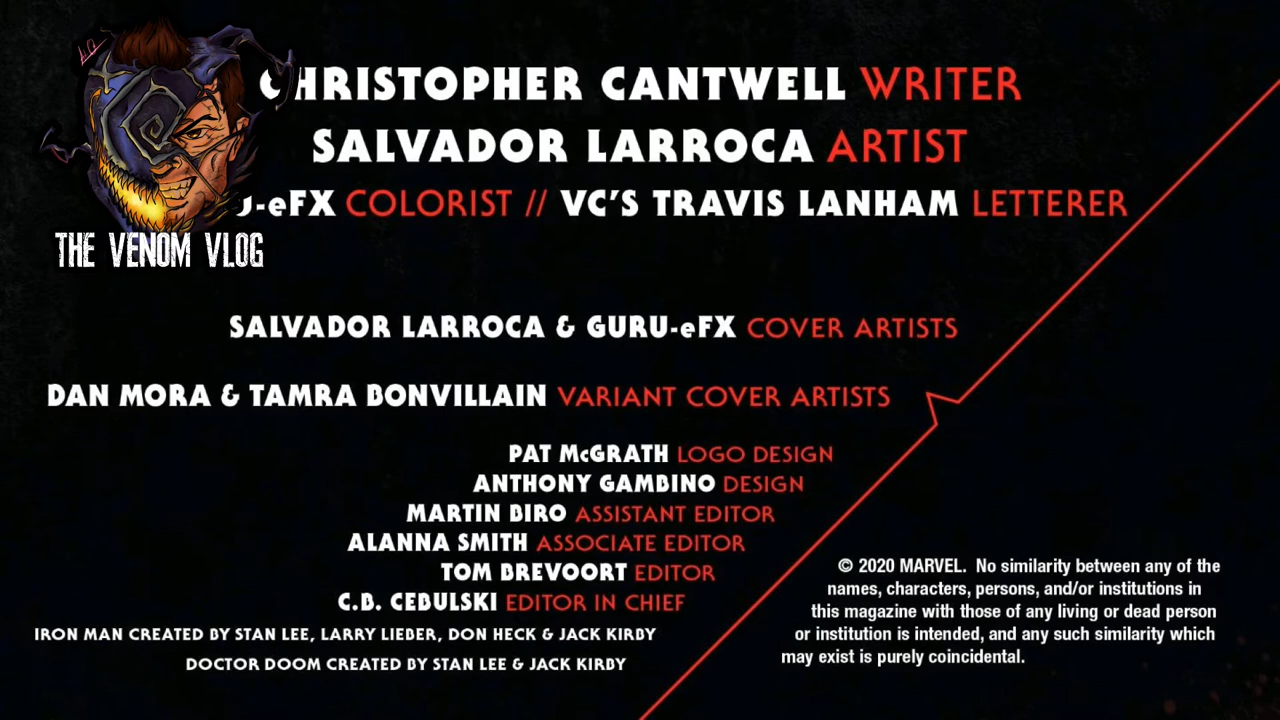 CHRISTOPHER CANTWELL WRITER
SALVADOR LARROCA ARTIST
U-eFX COLORIST // VC'S TRAVIS LANHAM LETTERER
THE VENOM VLOG
SALVADOR LARROCA & GURU-eFX COVER ARTISTS
DAN MORA & TAMRA BONVILLAIN VARIANT COVER ARTISTS
PAT McGRATH LOGO DESIGN
ANTHONY GAMBINO DESIGN
MARTIN BIRO ASSISTANT EDITOR
ALANNA SMITH ASSOCIATE EDITOR
TOM BREVOORT EDITOR
C.B. CEBULSKI EDITOR IN CHIEF
IRON MAN CREATED BY STAN LEE, LARRY LIEBER, DON HECK & JACK KIRBY
DOCTOR DOOM CREATED BY STAN LEE & JACK KIRBY
© 2020 MARVEL. No similarity between any of the
names, characters, persons, and/or institutions in
this magazine with those of any living or dead person
or institution is intended, and any such similarity which
may exist is purely coincidental.